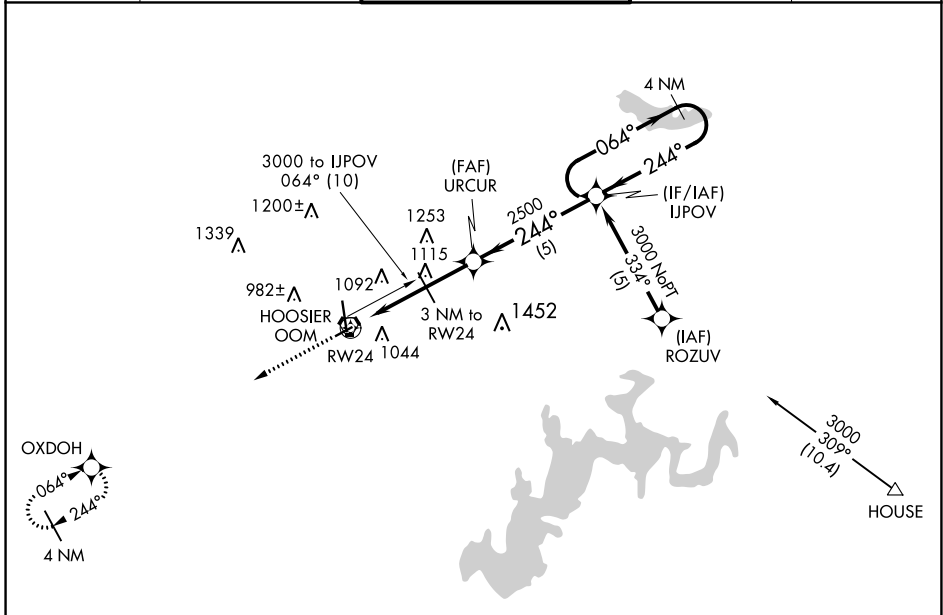 4 NM
064°
244°
3000 to IJPOV
064° (10)
(FAF)
URCUR
(IF/IAF)
IJPOV
1200±
2500
244°
(5)
1253
1339
1115
3000 NoPT
334°
(5)
1092
982±
HOOSIER
OOM
3 NM to
RW24
1452
RW24
1044
(IAF)
ROZUV
3000
309°
(10.4)
OXDOH
064°
244°
HOUSE
4 NM